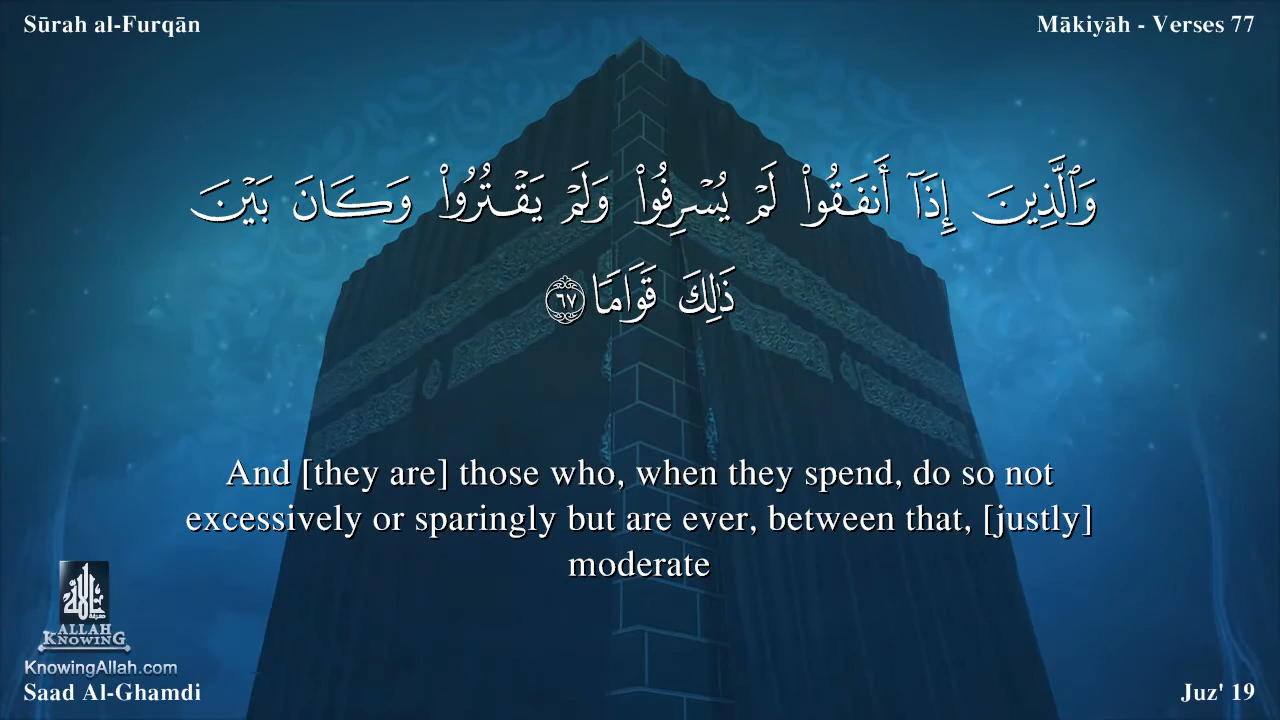 Sūrah al-Furqān
Mākiyāh - Verses 77
وَٱلَّذِينَ إِذَآ أَنفَقُوا۟ لَمْ يُسْرِفُوا۟ وَلَمْ يَقْتُرُوا۟ وَكَانَ بَيْنَ
ذَٰلِكَ قَوَامًا ٦٧
And [they are] those who, when they spend, do so not
excessively or sparingly but are ever, between that, [justly]
moderate
الله
ALLAH
KNOWING
KnowingAllah.com
Saad Al-Ghamdi
Juz' 19